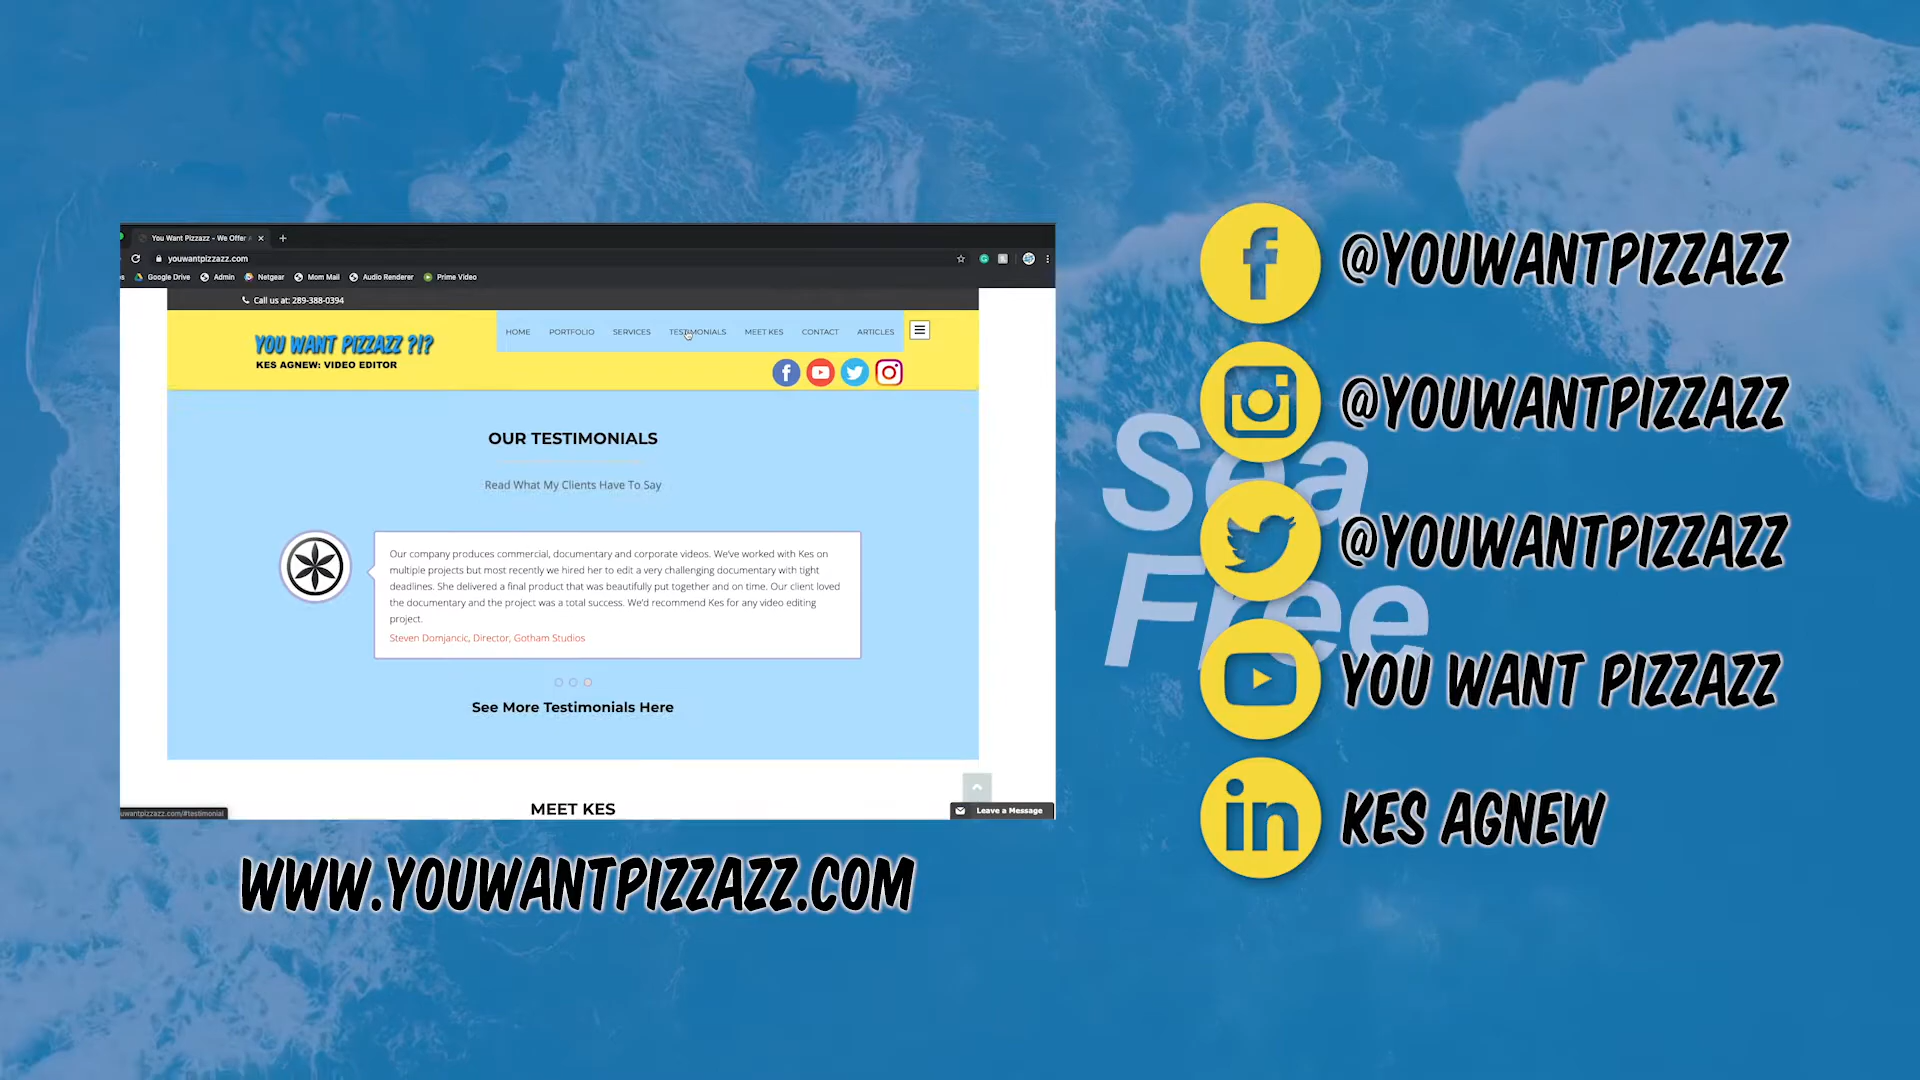 You Want Pizzazz - We Offer
youwantpizzazz.com
Google Drive
Admin
Netgear
Mom Mail
Audio Renderer
Prime Video
Call us at: 289-388-0394
YOU WANT PIZZAZZ ?!?
KES AGNEW: VIDEO EDITOR
HOME
PORTFOLIO
SERVICES
TESTIMONIALS
MEET KES
CONTACT
ARTICLES
OUR TESTIMONIALS
Read What My Clients Have To Say
Our company produces commercial, documentary and corporate videos. We've worked with Kes on
multiple projects but most recently we hired her to edit a very challenging documentary with tight
deadlines. She delivered a final product that was beautifully put together and on time. Our client loved
the documentary and the project was a total success. We'd recommend Kes for any video editing
project.
Steven Domjancic, Director, Gotham Studios
See More Testimonials Here
MEET KES
Leave a Message
uwantpizzazz.com/#testimonial
WWW.YOUWANTPIZZAZZ.COM
@YOUWANTPIZZAZZ
@YOUWANTPIZZAZZ
Sea
@YOUWANTPIZZAZZ
Free
YOU WANT PIZZAZZ
KES AGNEW